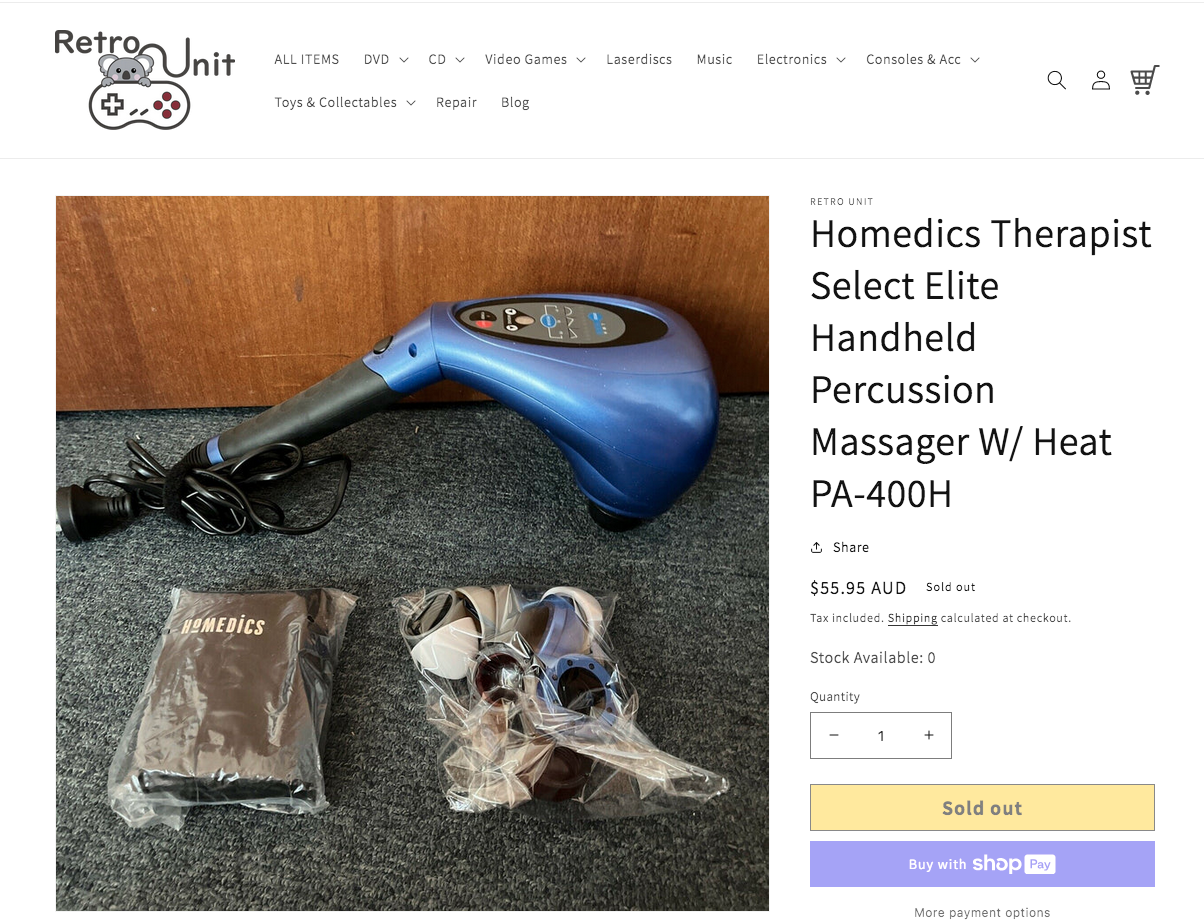 Retro Unit
ALL ITEMS
DVD
CD
Video Games
Laserdiscs
Music
Electronics
Consoles & Acc
Toys & Collectables
Repair
Blog
HoMEDiCS
RETRO UNIT
Homedics Therapist
Select Elite
Handheld
Percussion
Massager W/ Heat
PA-400H
Share
$55.95 AUD Sold out
Tax included. Shipping calculated at checkout.
Stock Available: 0
Quantity
− 1 +
Sold out
Buy with shop Pay
More payment options